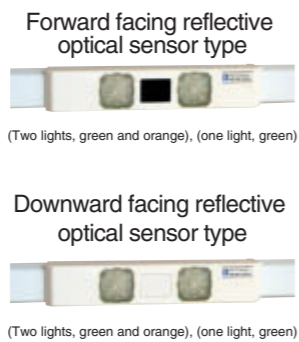 Forward facing reflective
optical sensor type
(Two lights, green and orange), (one light, green)
Downward facing reflective
optical sensor type
(Two lights, green and orange), (one light, green)